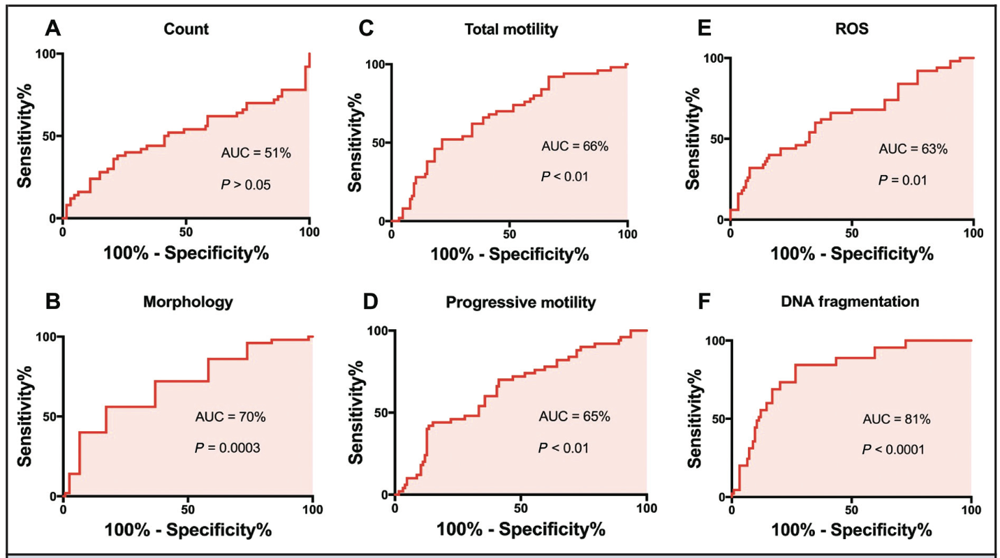 A Count
100
50
0
0 50 100
Sensitivity%
100% - Specificity%
AUC = 51%
P > 0.05
C Total motility
100
50
0
0 50 100
Sensitivity%
100% - Specificity%
AUC = 66%
P < 0.01
E ROS
100
50
0
0 50 100
Sensitivity%
100% - Specificity%
AUC = 63%
P = 0.01
B Morphology
100
50
0
0 50 100
Sensitivity%
100% - Specificity%
AUC = 70%
P = 0.0003
D Progressive motility
100
50
0
0 50 100
Sensitivity%
100% - Specificity%
AUC = 65%
P < 0.01
F DNA fragmentation
100
50
0
0 50 100
Sensitivity%
100% - Specificity%
AUC = 81%
P < 0.0001